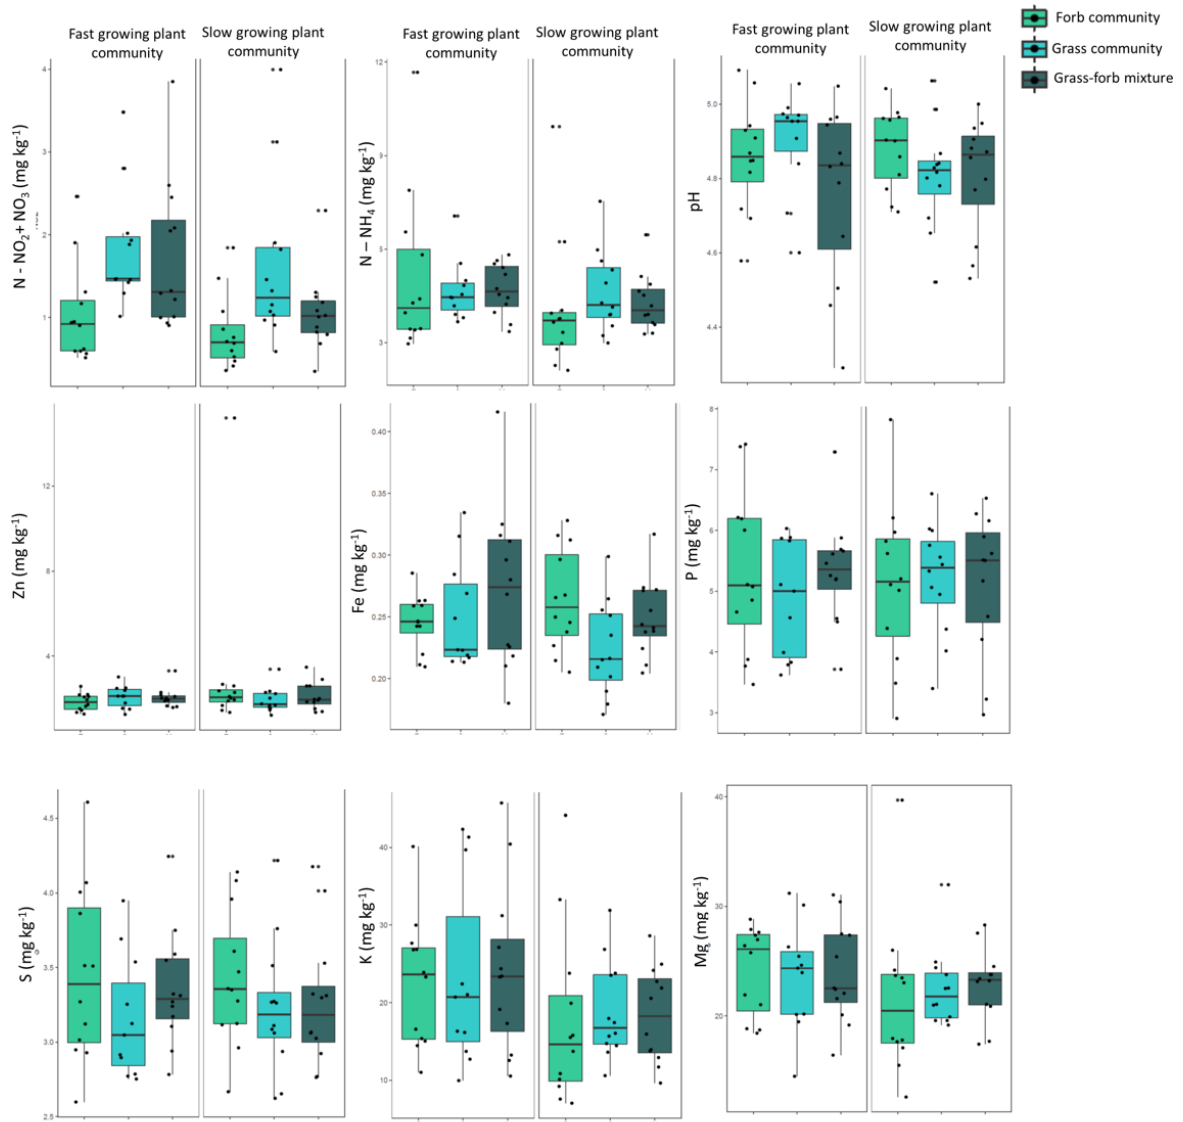 Forb community
Grass community
Grass-forb mixture
Fast growing plant
community
Slow growing plant
community
Fast growing plant
community
Slow growing plant
community
Fast growing plant
community
Slow growing plant
community
N - NO2+ NO3 (mg kg-1)
4
3
2
1
N – NH4 (mg kg-1)
12
9
3
pH
5.0
4.8
4.6
4.4
Zn (mg kg-1)
12
8
4
Fe (mg kg-1)
0.40
0.35
0.30
0.25
0.20
P (mg kg-1)
8
7
6
5
4
3
S (mg kg-1)
4.5
4.0
3.5
3.0
2.5
K (mg kg-1)
40
30
20
10
Mg (mg kg-1)
40
30
20